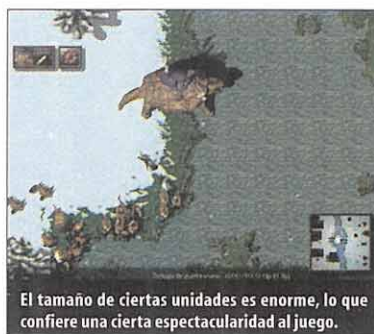 El tamaño de ciertas unidades es enorme, lo que
confiere una cierta espectacularidad al juego.